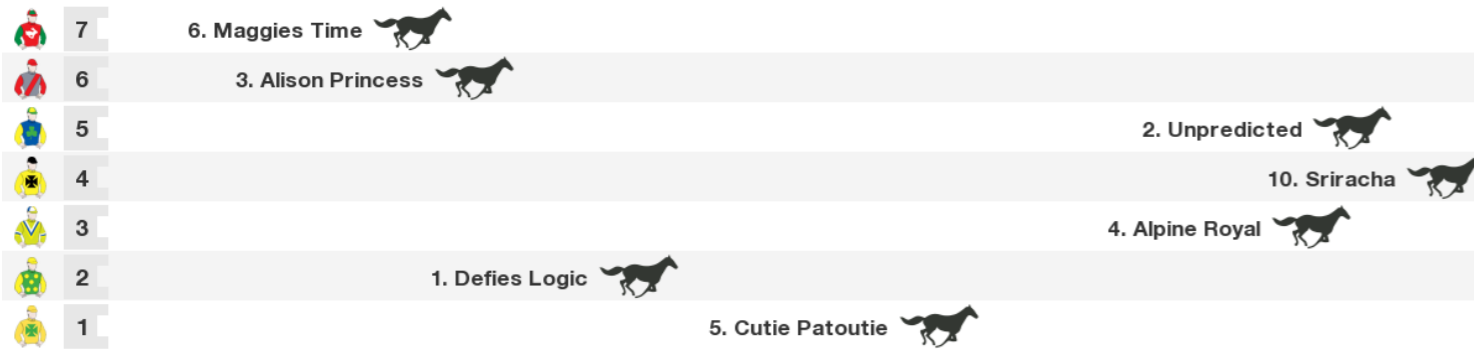 7 6. Maggies Time
6 3. Alison Princess
5 2. Unpredicted
4 10. Sriracha
3 4. Alpine Royal
2 1. Defies Logic
1 5. Cutie Patoutie